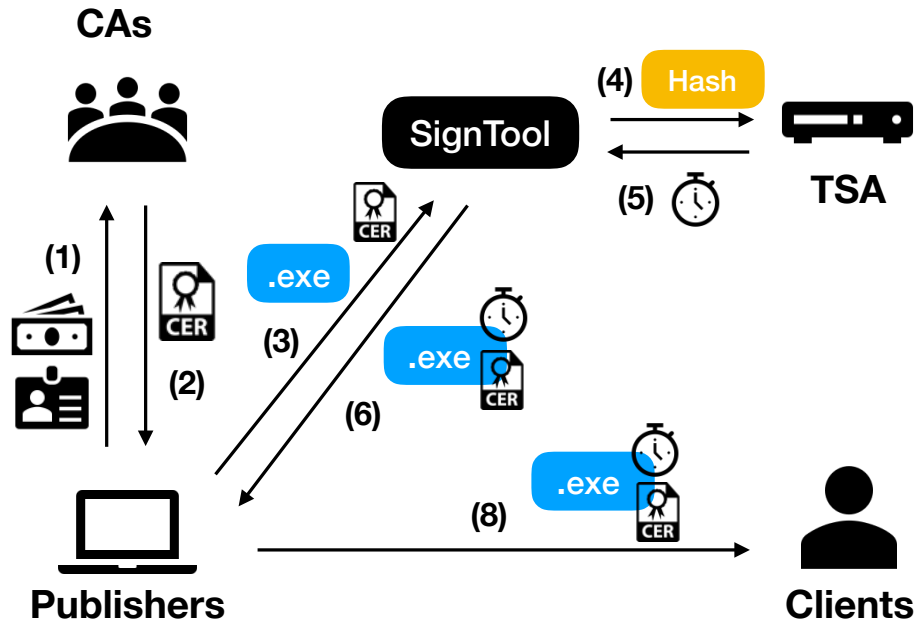 CAs
(4)
Hash
SignTool
(5)
TSA
CER
(1)
.exe
CER
(3)
(2)
.exe
CER
(6)
.exe
CER
(8)
Publishers
Clients